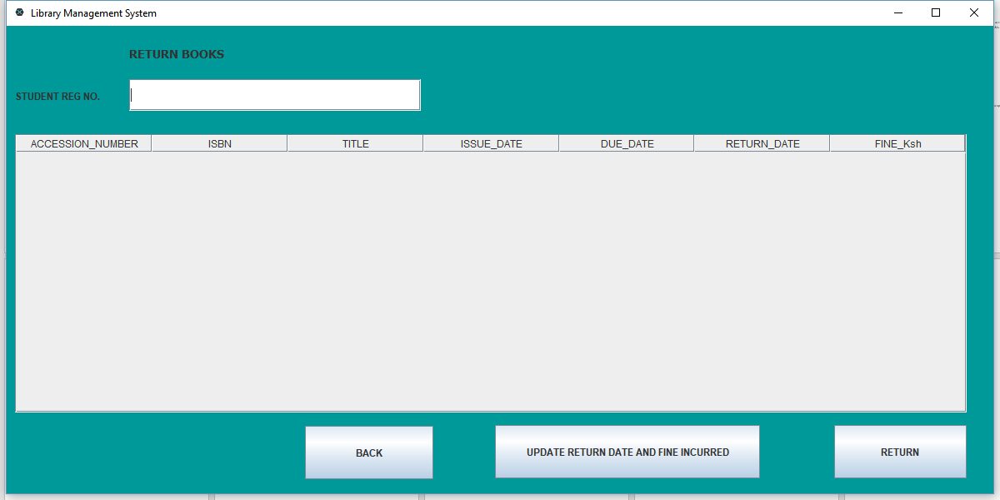 Library Management System
RETURN BOOKS
STUDENT REG NO.
ACCESSION_NUMBER ISBN TITLE ISSUE_DATE DUE_DATE RETURN_DATE FINE_Ksh
BACK UPDATE RETURN DATE AND FINE INCURRED RETURN